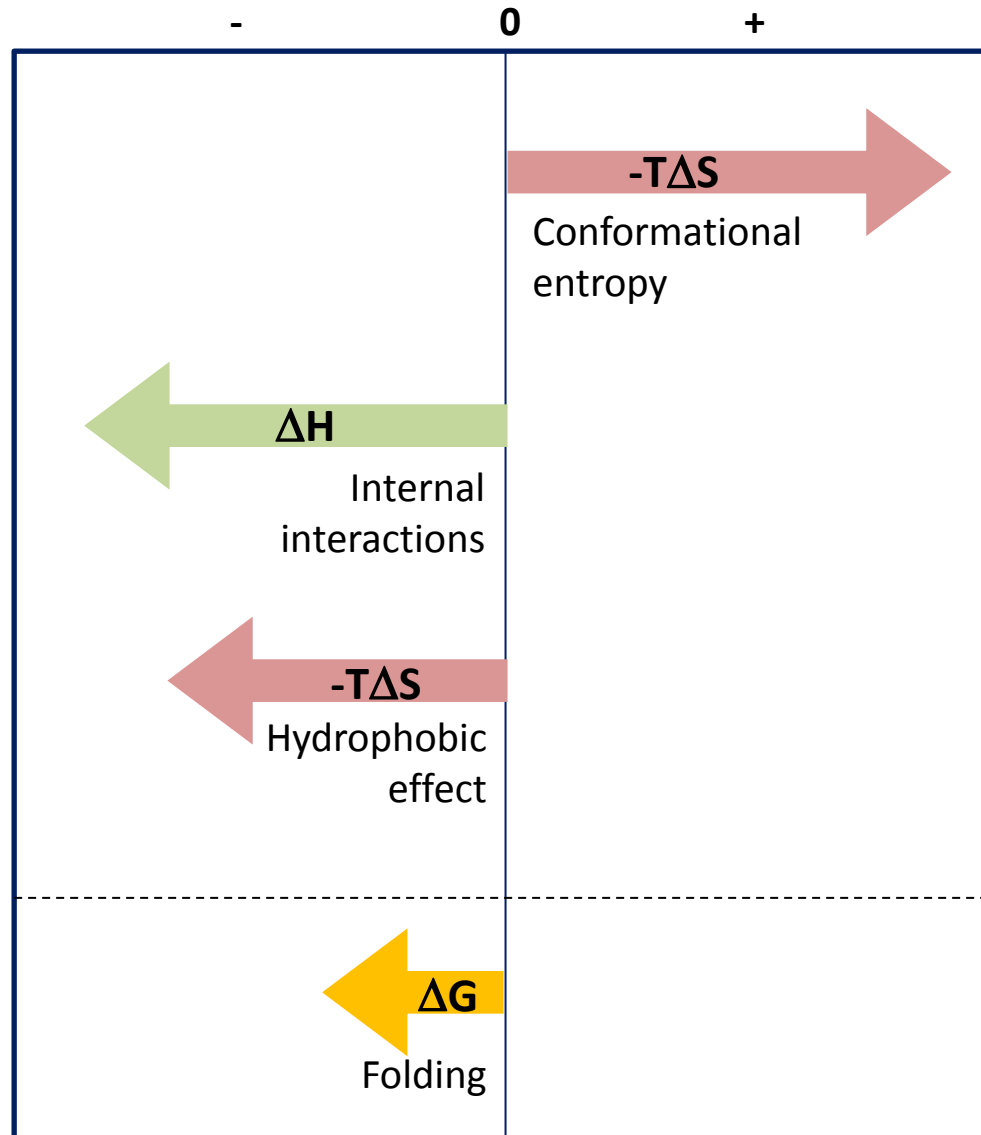 - 0 +
-TΔS
Conformational
entropy
ΔH
Internal
interactions
-TΔS
Hydrophobic
effect
ΔG
Folding